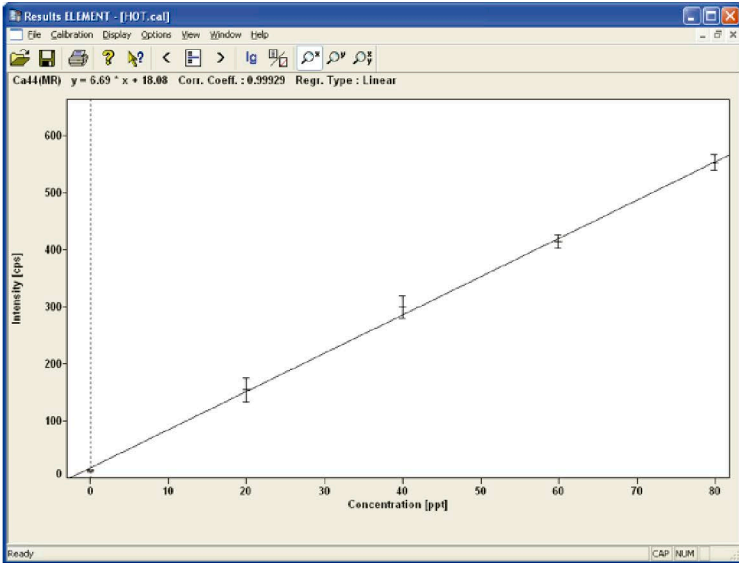 Results ELEMENT - [HOT.cal]
File Calibration Display Options View Window Help
lg
Ca44(MR) y = 6.69 * x + 18.08 Corr. Coeff. : 0.99929 Regr. Type : Linear
600
500
400
300
200
100
0
Intensity [cps]
0 10 20 30 40 50 60 70 80
Concentration [ppt]
Ready CAP NUM